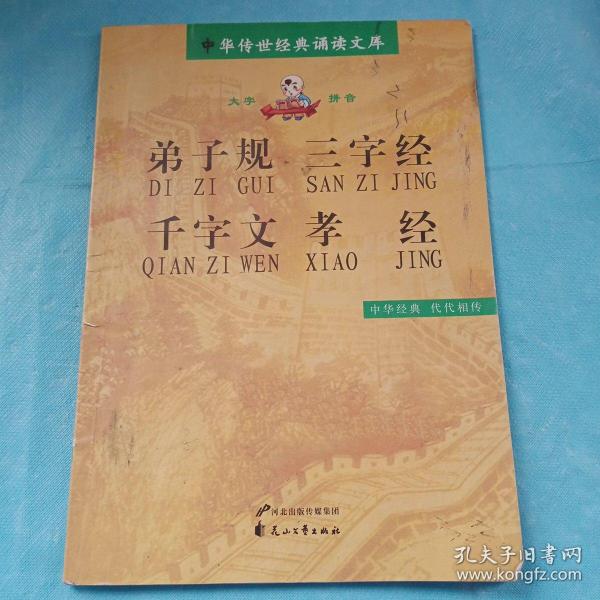 中华传世经典诵读文库
大字 拼音
弟子规 三字经
DI ZI GUI SAN ZI JING
千字文 孝 经
QIAN ZI WEN XIAO JING
中华经典 代代相传
河北出版传媒集团
花山文艺出版社
孔夫子旧书网
www.kongfz.com